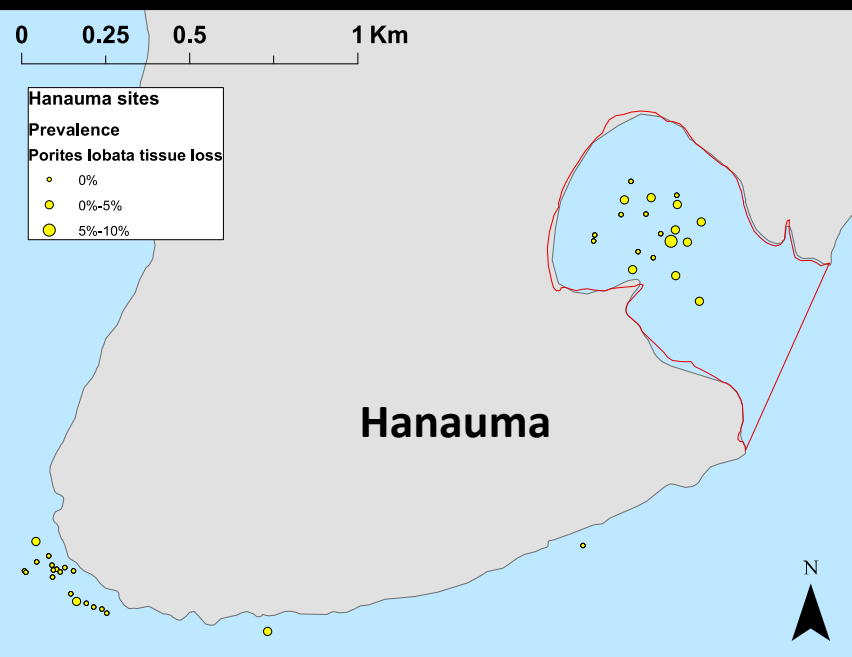 0 0.25 0.5 1 Km
Hanauma sites
Prevalence
Porites lobata tissue loss
0%
0%-5%
5%-10%
Hanauma
N